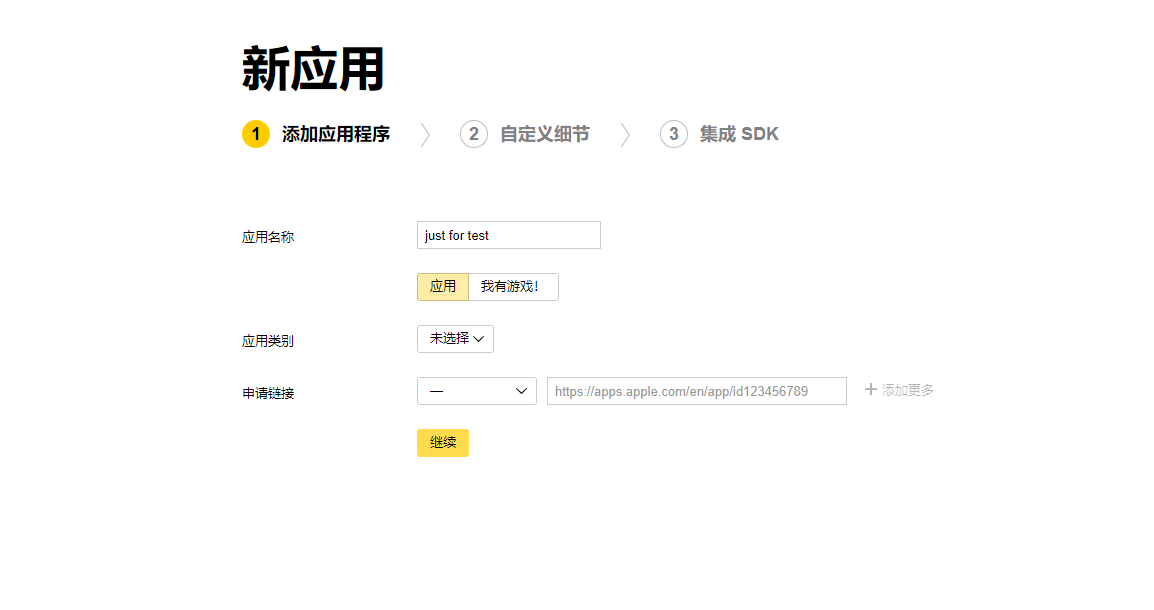 新应用
1 添加应用程序 2 自定义细节 3 集成 SDK
应用名称 just for test
应用 我有游戏!
应用类别 未选择
申请链接 — https://apps.apple.com/en/app/id123456789 + 添加更多
继续